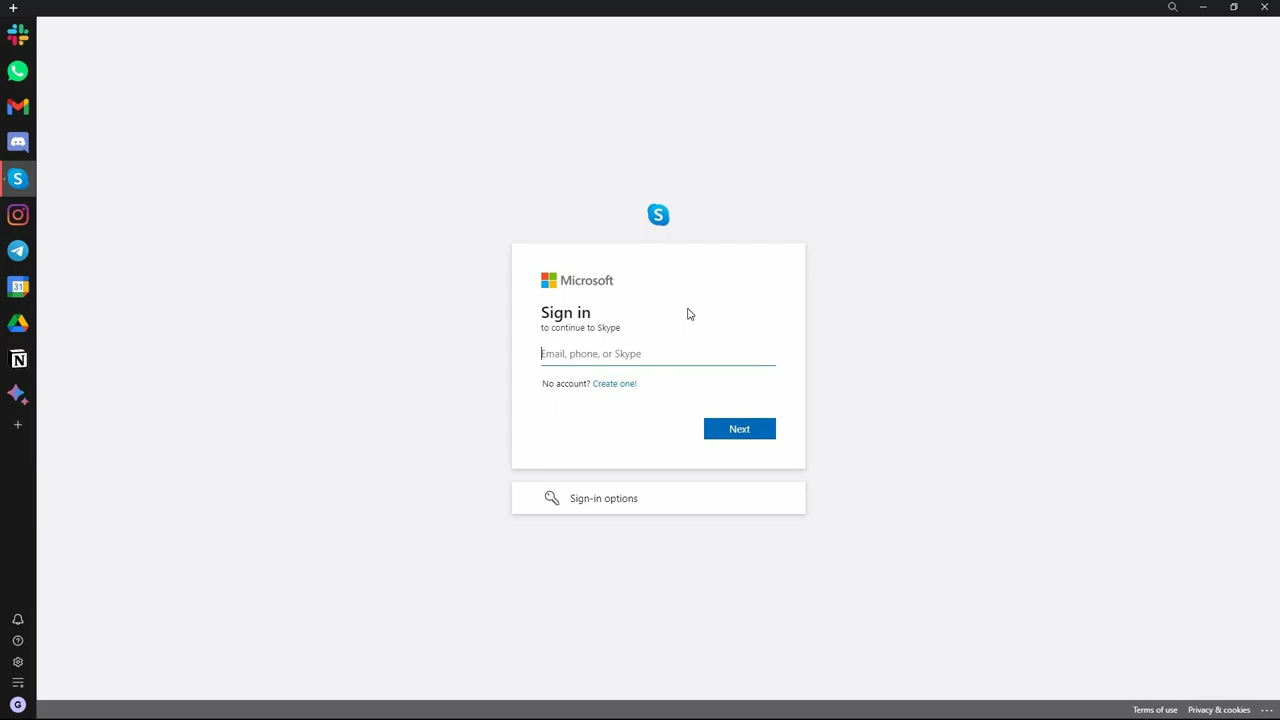 S
Microsoft
Sign in
to continue to Skype
Email, phone, or Skype
No account? Create one!
Next
Sign-in options
S
31
G
Terms of use Privacy & cookies ...